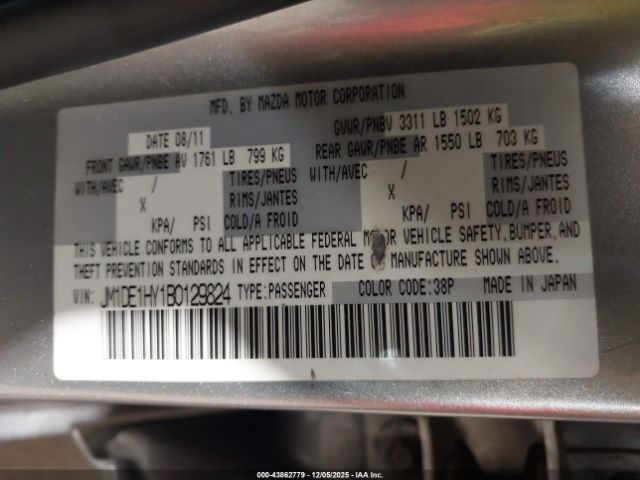 MFD. BY MAZDA MOTOR CORPORATION
DATE 08/11 GVWR/PNBV 3311 LB 1502 KG
FRONT GAWR/PNBE AV 1761 LB 799 KG REAR GAWR/PNBE AR 1550 LB 703 KG
WITH/AVEC / TIRES/PNEUS WITH/AVEC / TIRES/PNEUS
X RIMS/JANTES X RIMS/JANTES
KPA/ PSI COLD/A FROID KPA/ PSI COLD/A FROID
THIS VEHICLE CONFORMS TO ALL APPLICABLE FEDERAL MOTOR VEHICLE SAFETY,BUMPER,AND
THEFT PREVENTION STANDARDS IN EFFECT ON THE DATE MANUFACTURE SHOWN ABOVE.
VIN: JM1DE1HY1B0129824 TYPE:PASSENGER COLOR CODE:38P MADE IN JAPAN
000-43862779 - 12/05/2025 - IAA Inc.